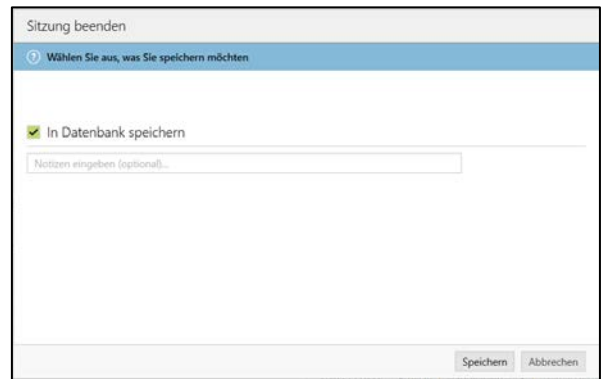 Sitzung beenden
Wählen Sie aus, was Sie speichern möchten
In Datenbank speichern
Notizen eingeben (optional)...
Speichern Abbrechen